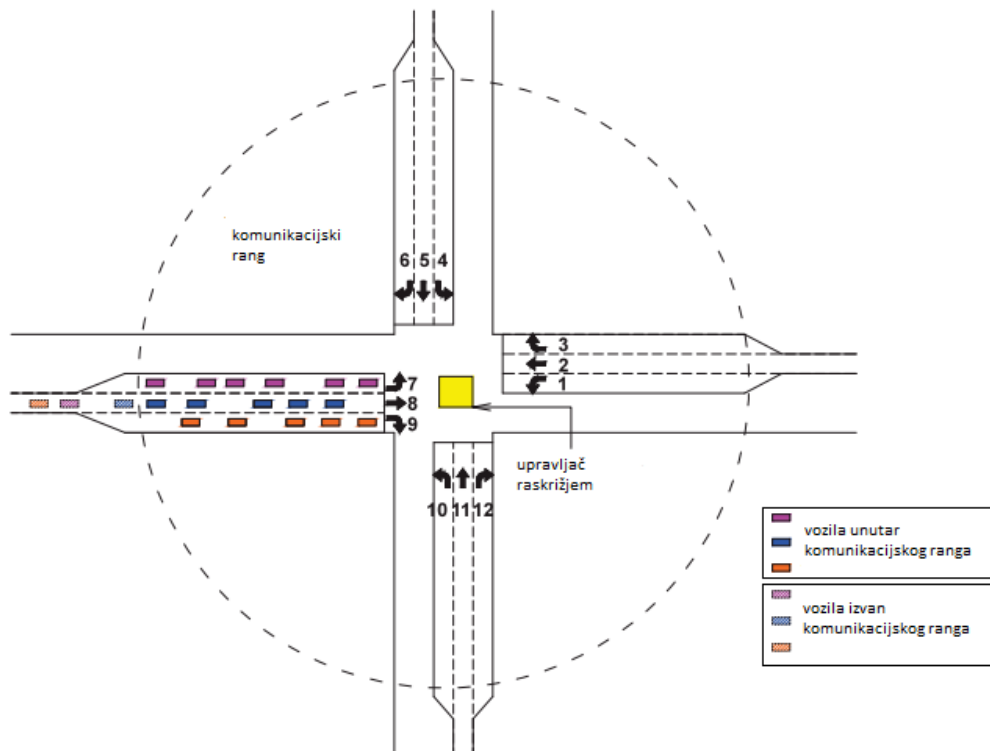 komunikacijski
rang
6 5 4
3
2
1
7
8
9
upravljač
raskrižjem
10 11 12
vozila unutar
komunikacijskog ranga
vozila izvan
komunikacijskog ranga